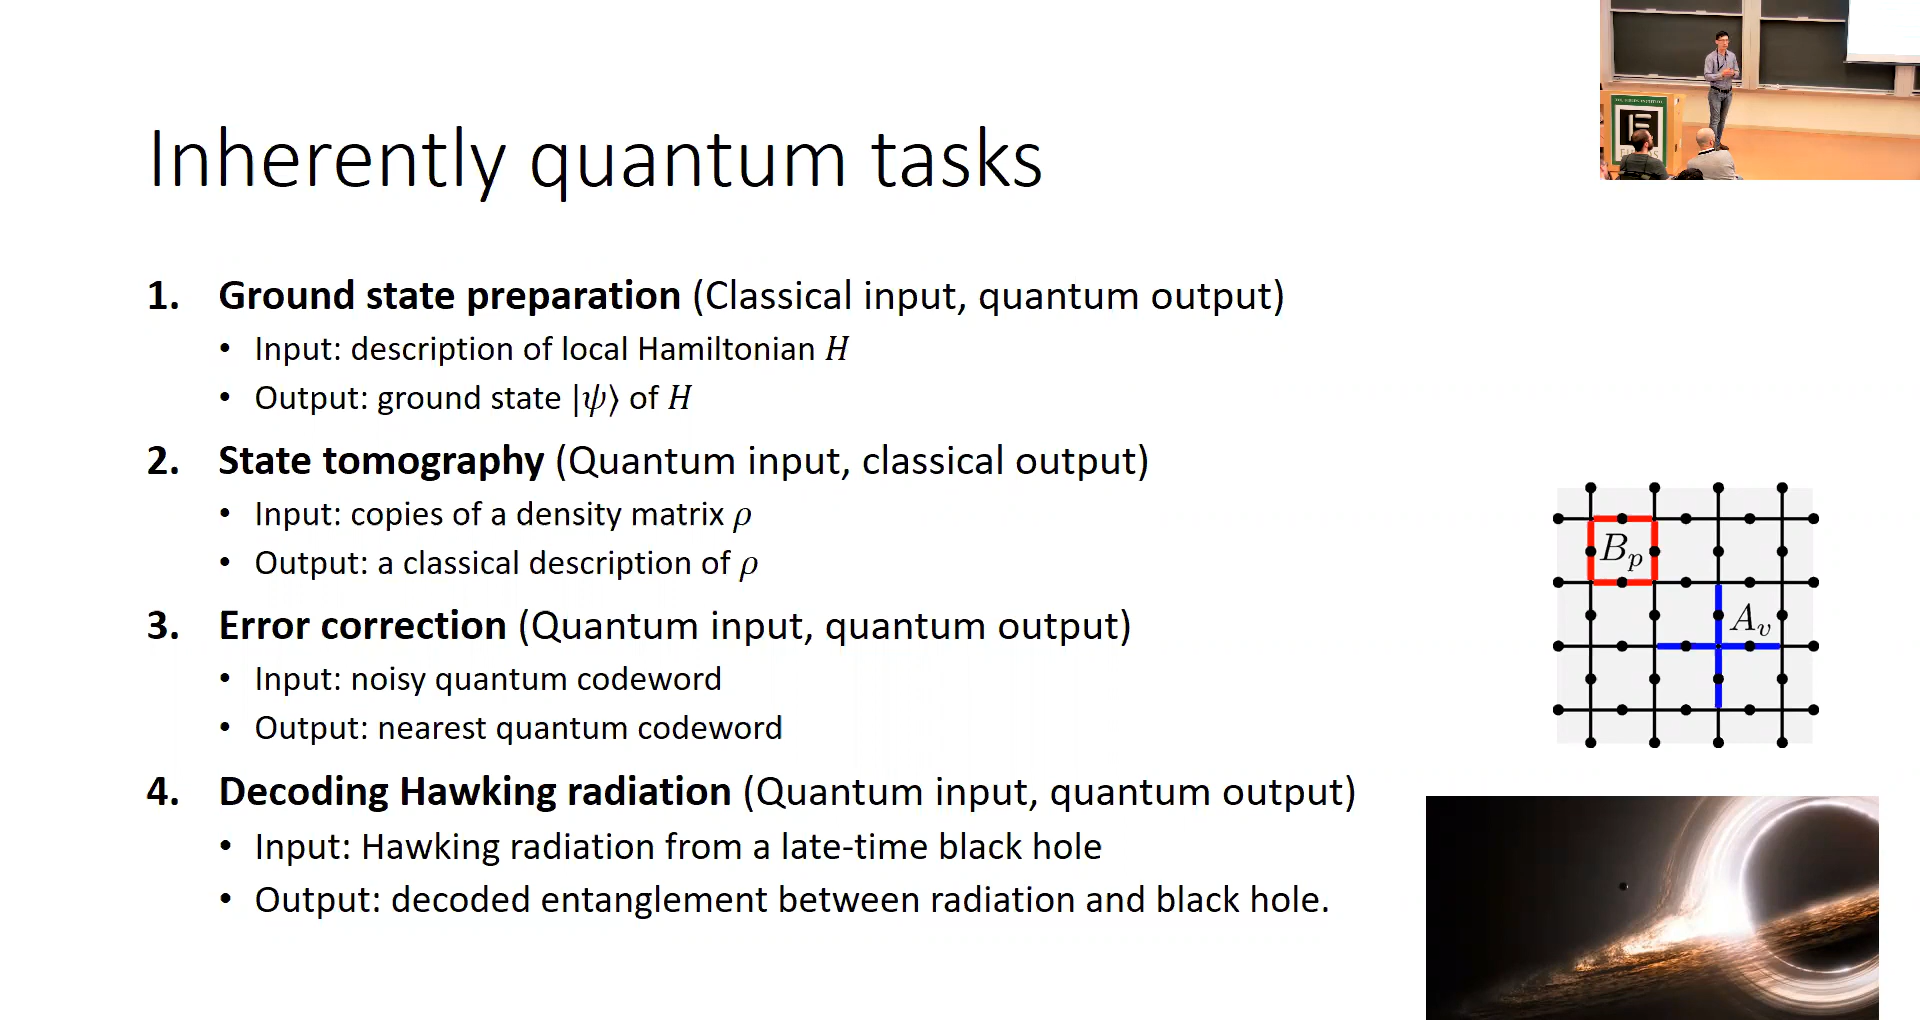 Inherently quantum tasks
1. Ground state preparation (Classical input, quantum output)
• Input: description of local Hamiltonian H
• Output: ground state |ψ⟩ of H
2. State tomography (Quantum input, classical output)
• Input: copies of a density matrix ρ
• Output: a classical description of ρ
3. Error correction (Quantum input, quantum output)
• Input: noisy quantum codeword
• Output: nearest quantum codeword
4. Decoding Hawking radiation (Quantum input, quantum output)
• Input: Hawking radiation from a late-time black hole
• Output: decoded entanglement between radiation and black hole.
B_p
A_v